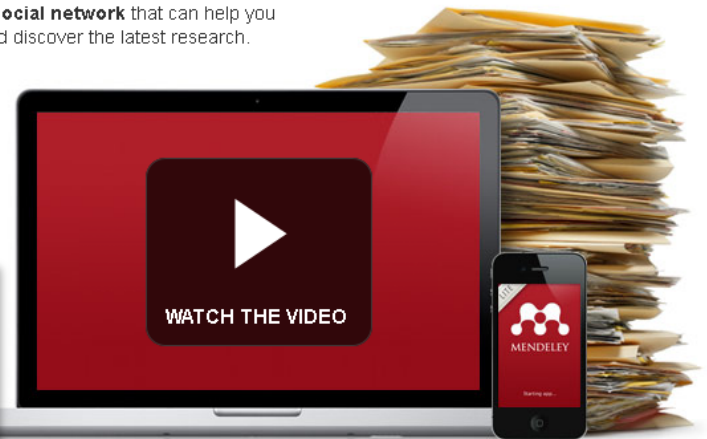 ocial network that can help you
d discover the latest research.
WATCH THE VIDEO
LITE
MENDELEY
Starting app...